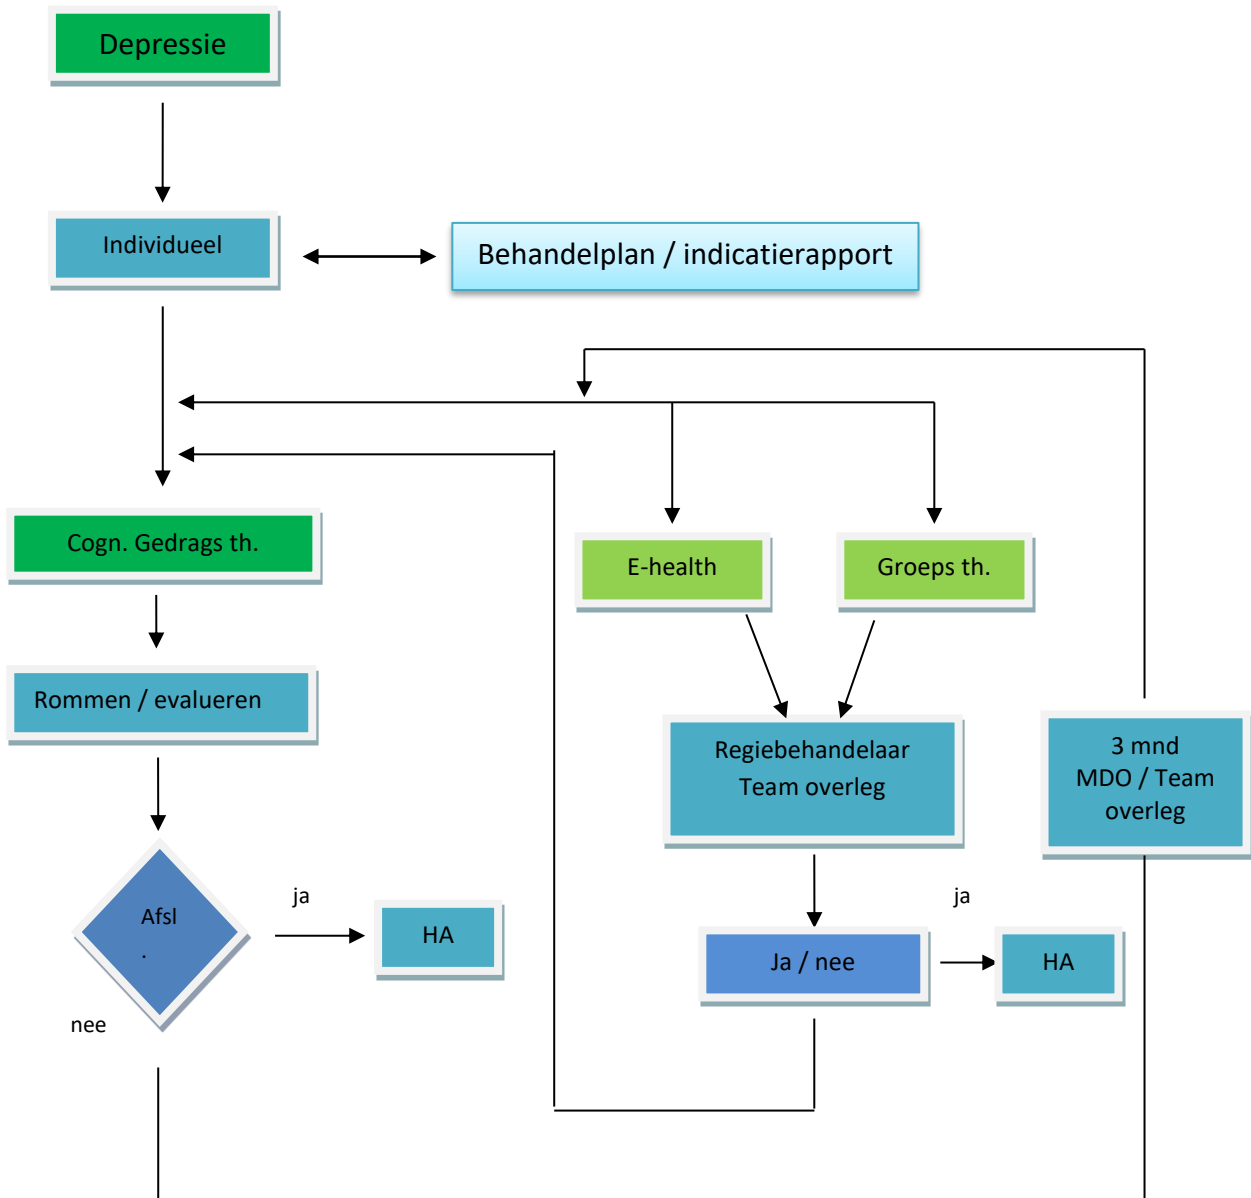 Depressie
Individueel
Behandelplan / indicatierapport
Cogn. Gedrags th.
E-health
Groeps th.
Rommen / evalueren
Regiebehandelaar
Team overleg
3 mnd
MDO / Team
overleg
Afsl
.
ja
HA
nee
Ja / nee
ja
HA